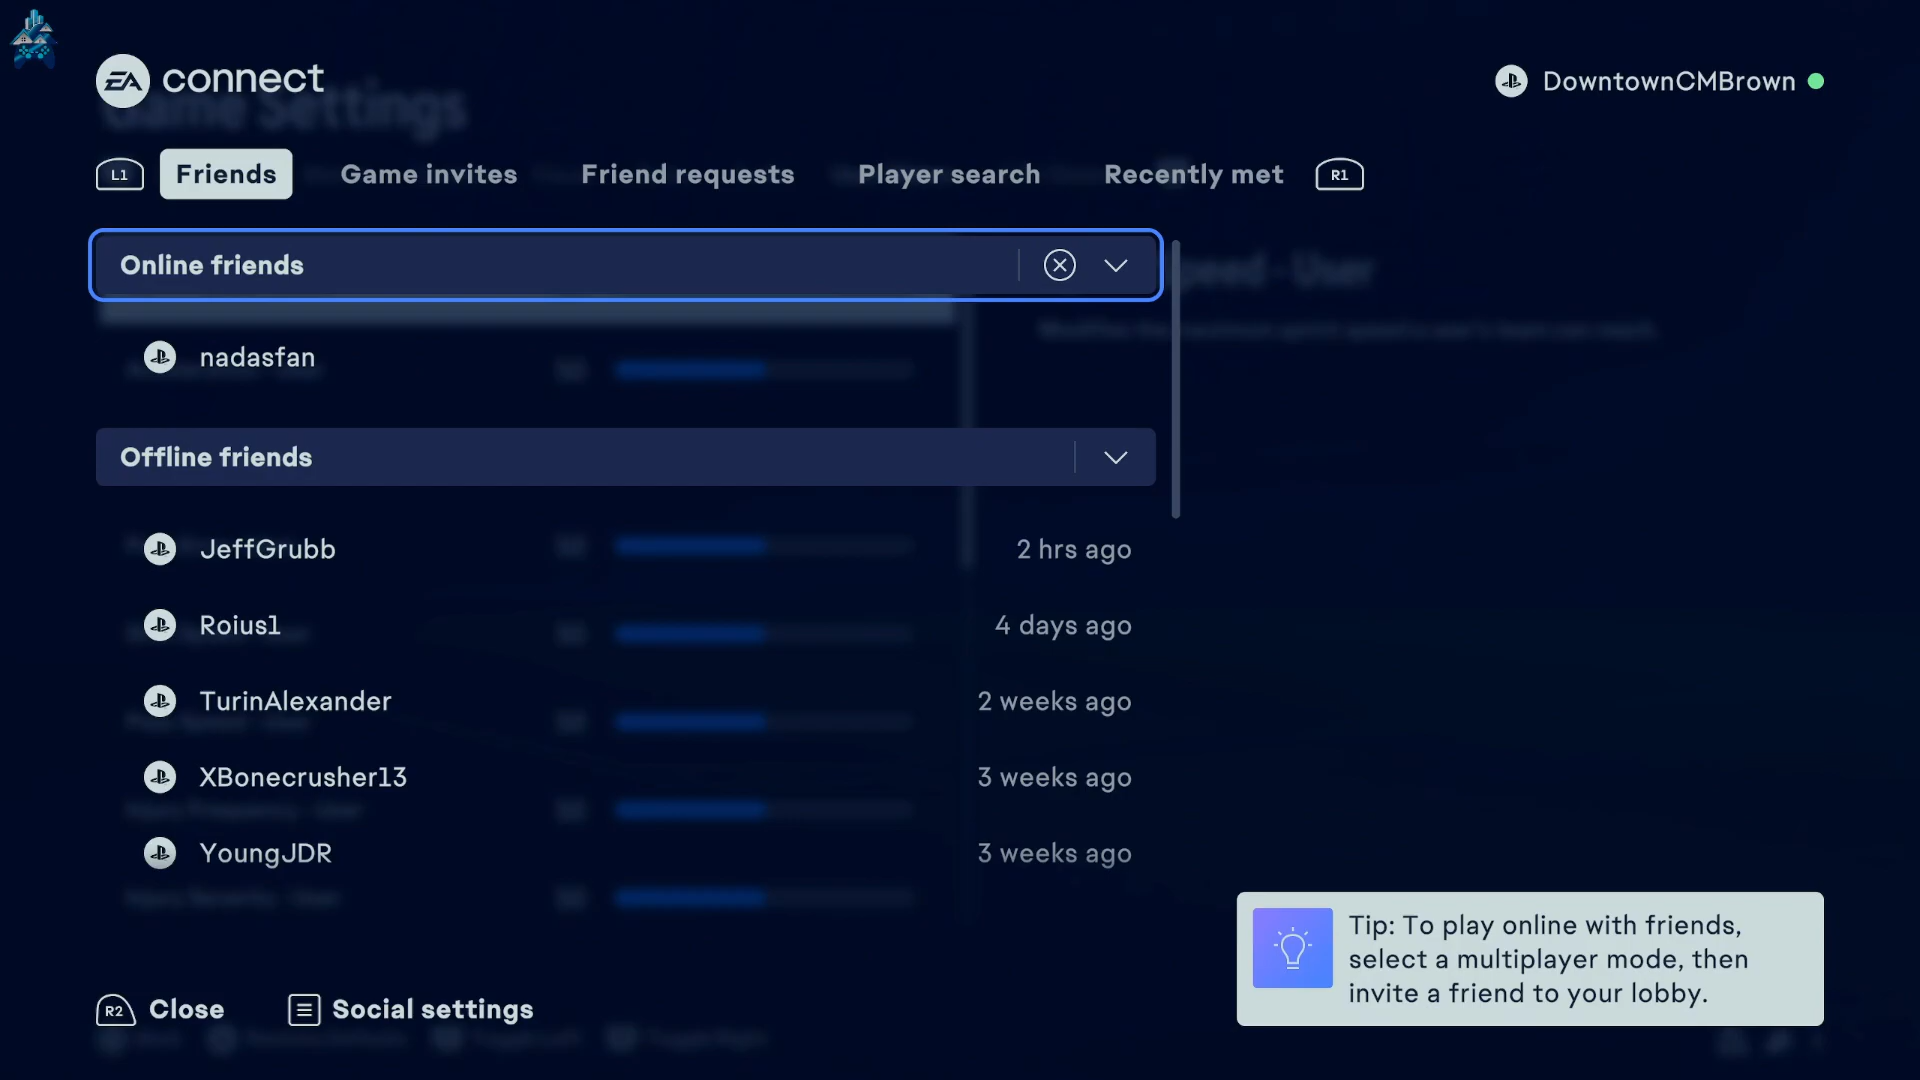 EA connect
DowntownCMBrown
Game Settings
L1 Friends Game invites Friend requests Player search Recently met R1
Online friends
nadasfan
Offline friends
JeffGrubb 2 hrs ago
Roius1 4 days ago
TurinAlexander 2 weeks ago
XBonecrusher13 3 weeks ago
YoungJDR 3 weeks ago
Tip: To play online with friends,
select a multiplayer mode, then
invite a friend to your lobby.
R2 Close Social settings